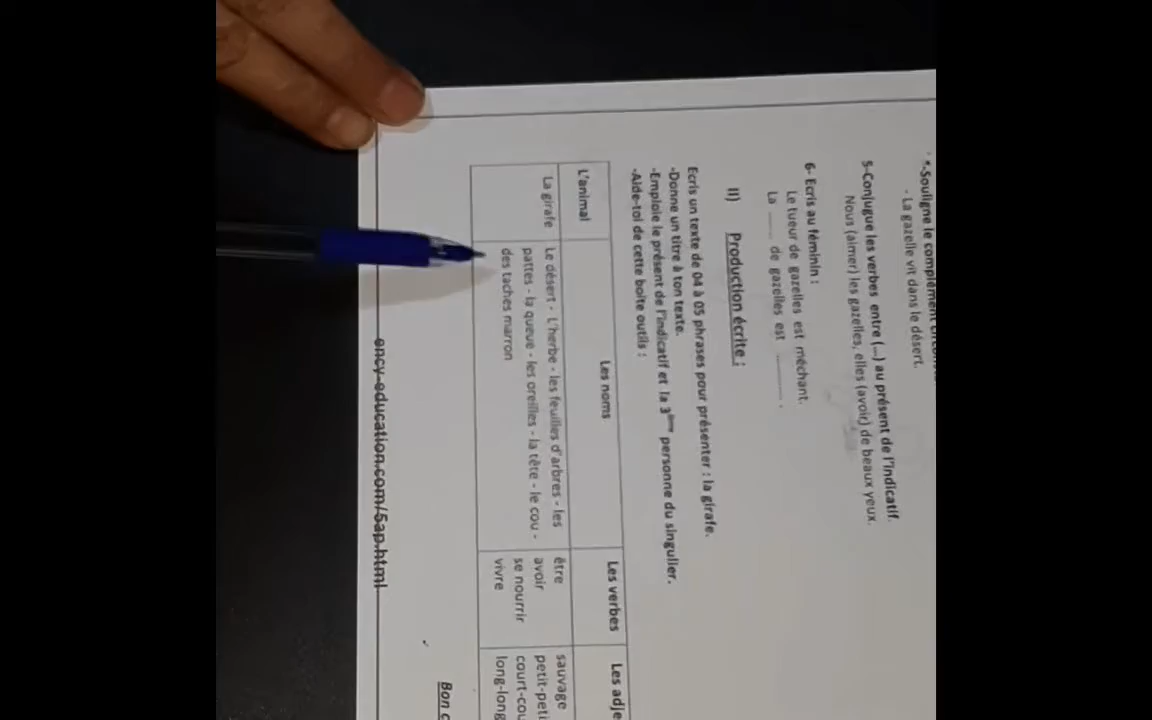 Souligne le complément
- La gazelle vit dans le désert.
5-Conjugue les verbes entre (...) au présent de l'indicatif.
Nous (aimer) les gazelles, elles (avoir) de beaux yeux.
6- Ecris au féminin :
Le tueur de gazelles est méchant.
La ........ de gazelles est ............ .
II) Production écrite :
Ecris un texte de 04 à 05 phrases pour présenter : la girafe.
-Donne un titre à ton texte.
-Emploie le présent de l'indicatif et la 3ème personne du singulier.
-Aide-toi de cette boite outils :
L'animal Les noms Les verbes Les adje
La girafe Le désert - L'herbe - les feuilles d'arbres - les être sauvage
pattes - la queue - les oreilles - la tête - le cou - avoir petit-peti
des taches marron se nourrir court-cou
vivre long-long
Bon c
ency-education.com/5ap.html